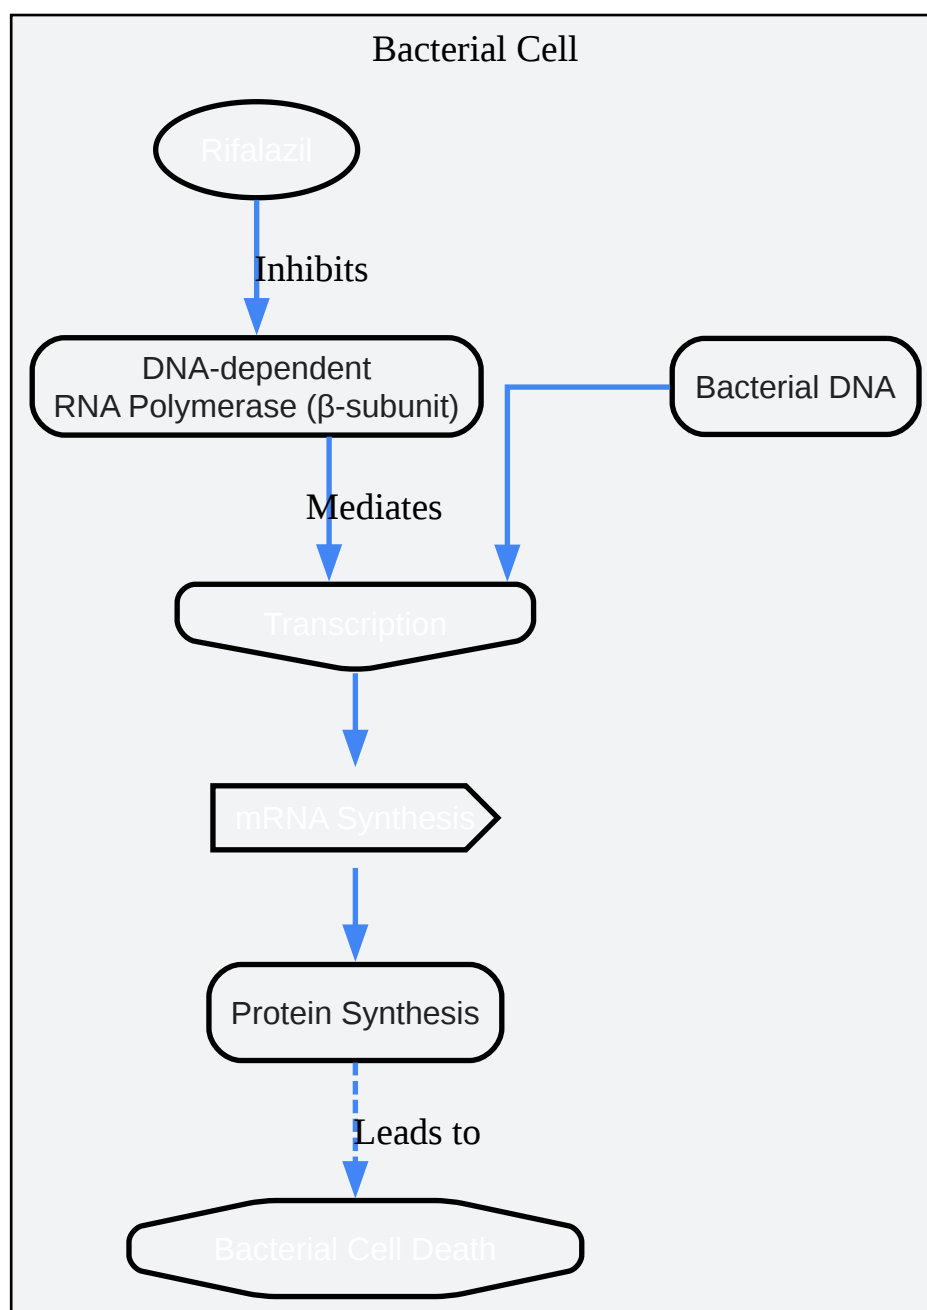 Bacterial Cell
Rifalazil
Inhibits
DNA-dependent
RNA Polymerase (β-subunit)
Bacterial DNA
Mediates
Transcription
mRNA Synthesis
Protein Synthesis
Leads to
Bacterial Cell Death